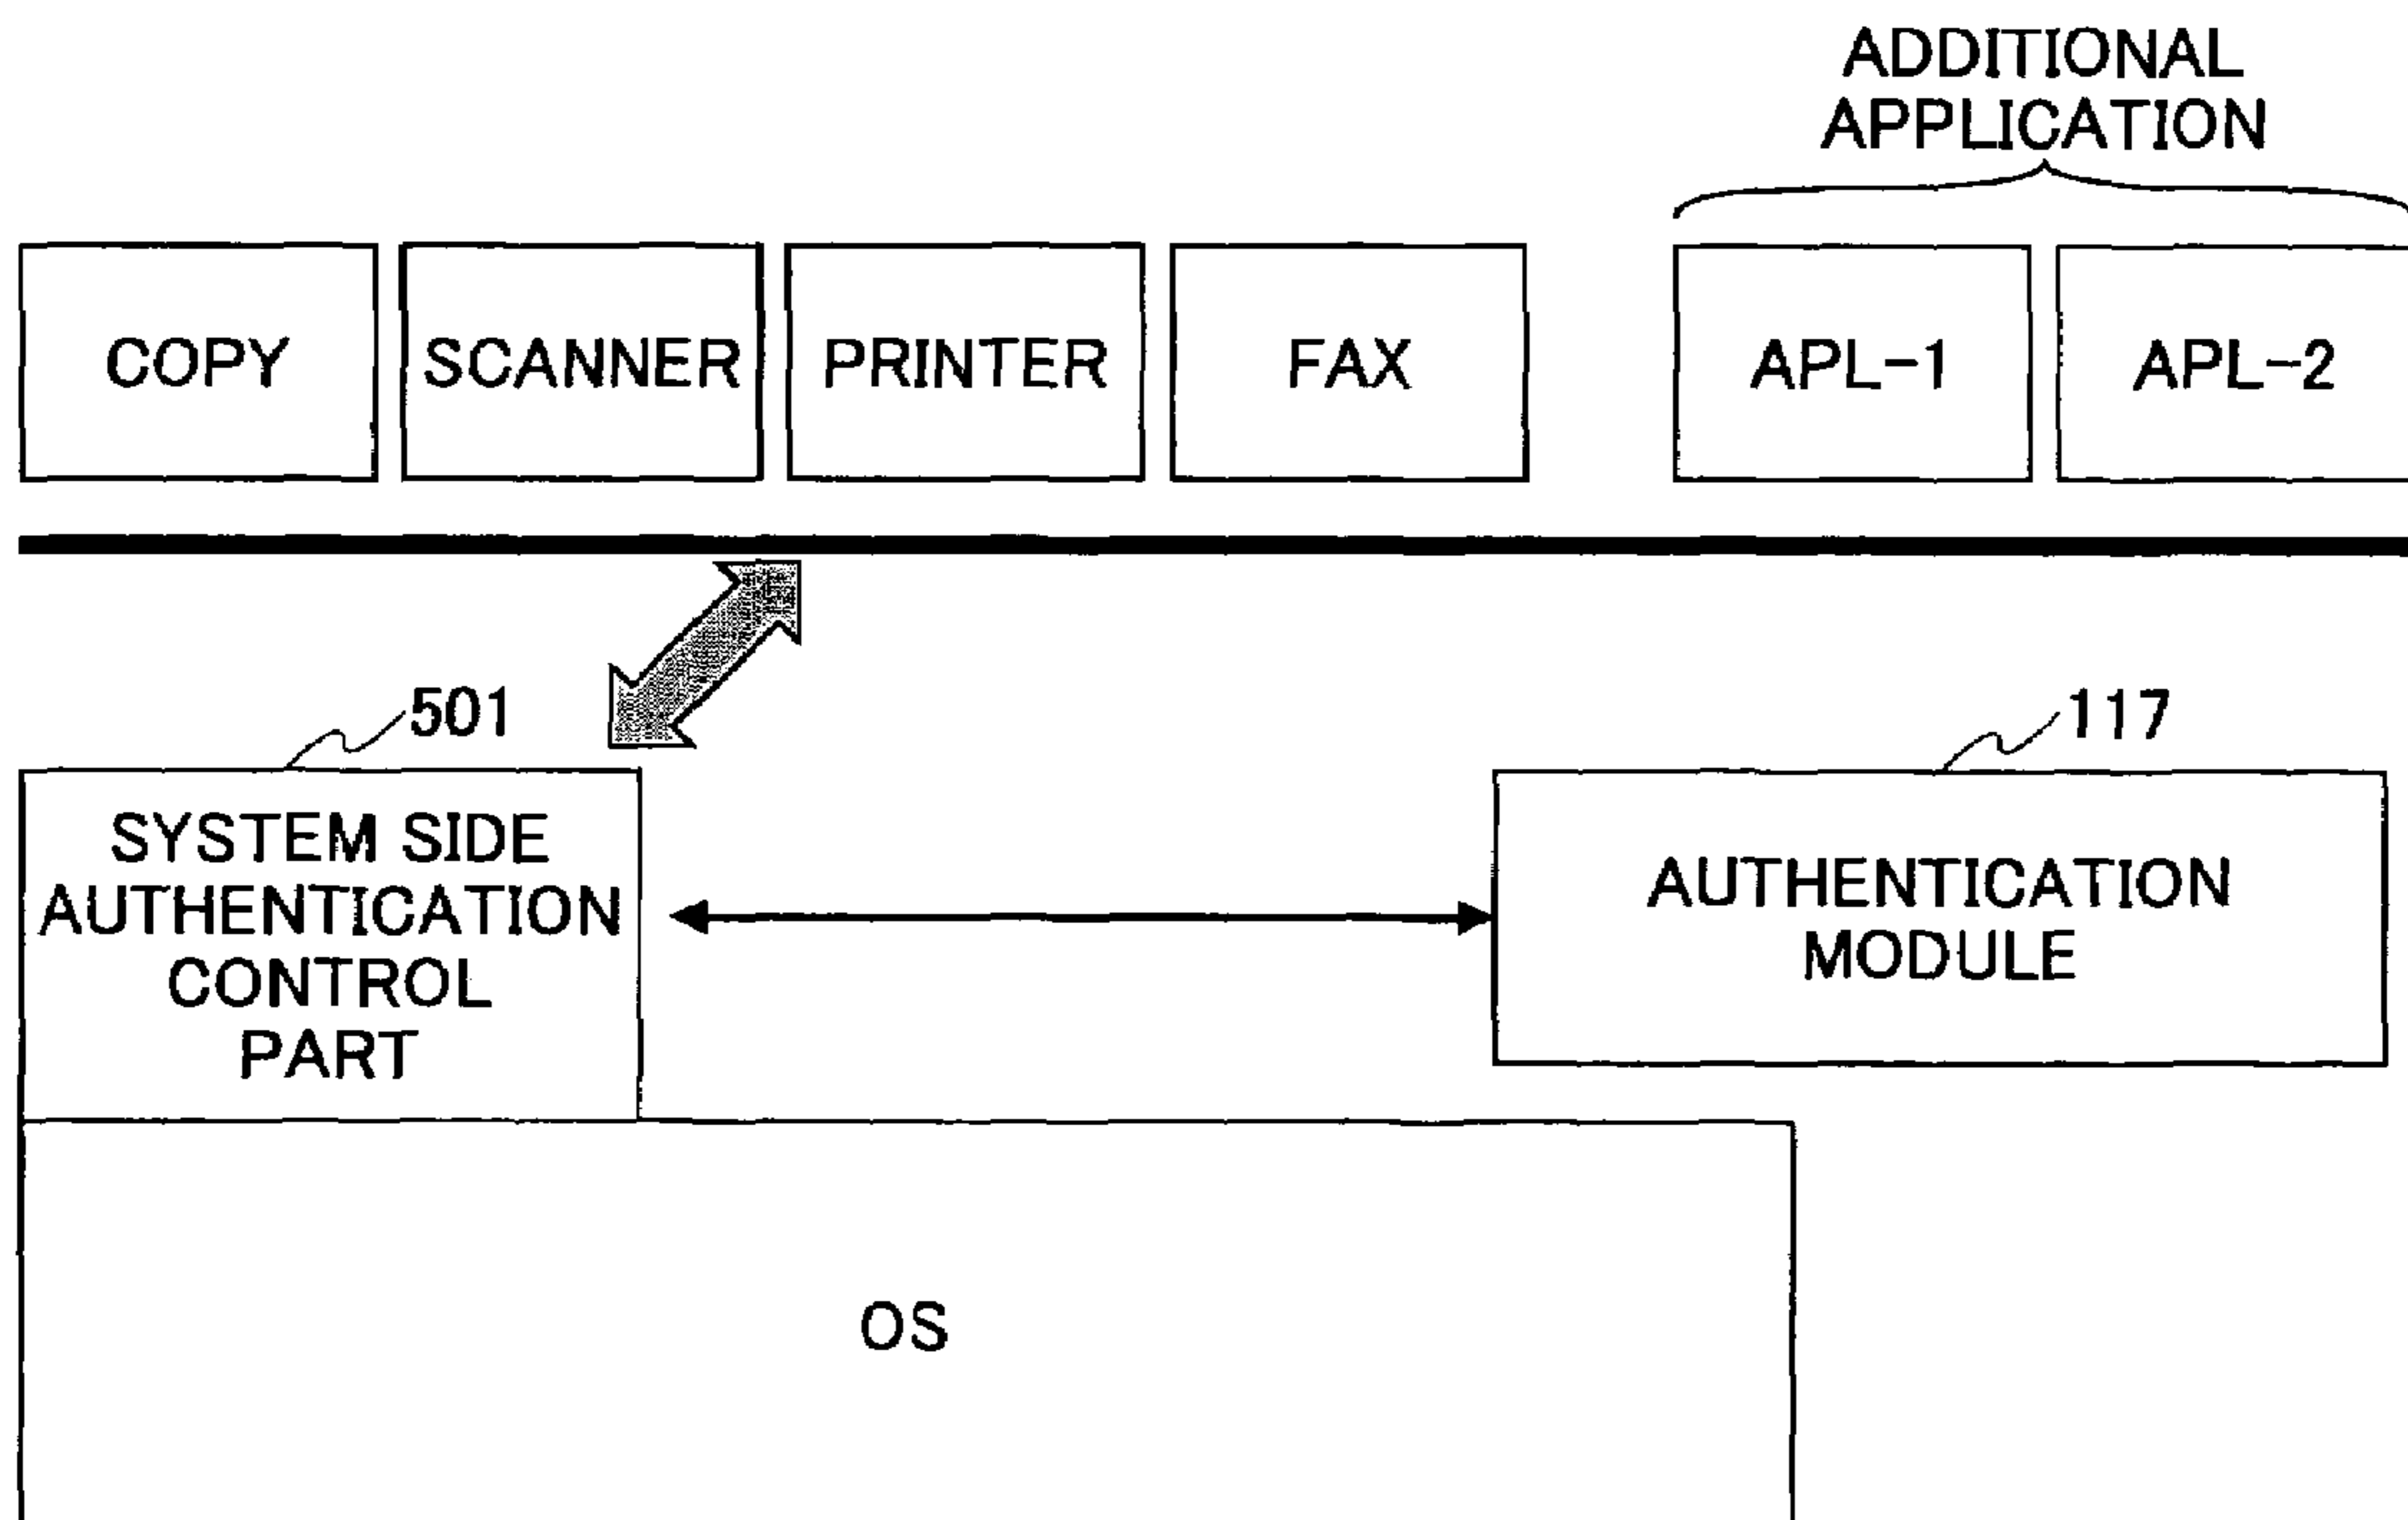 ADDITIONAL
APPLICATION
COPY
SCANNER
PRINTER
FAX
APL-1
APL-2
501
117
SYSTEM SIDE
AUTHENTICATION
CONTROL
PART
AUTHENTICATION
MODULE
OS